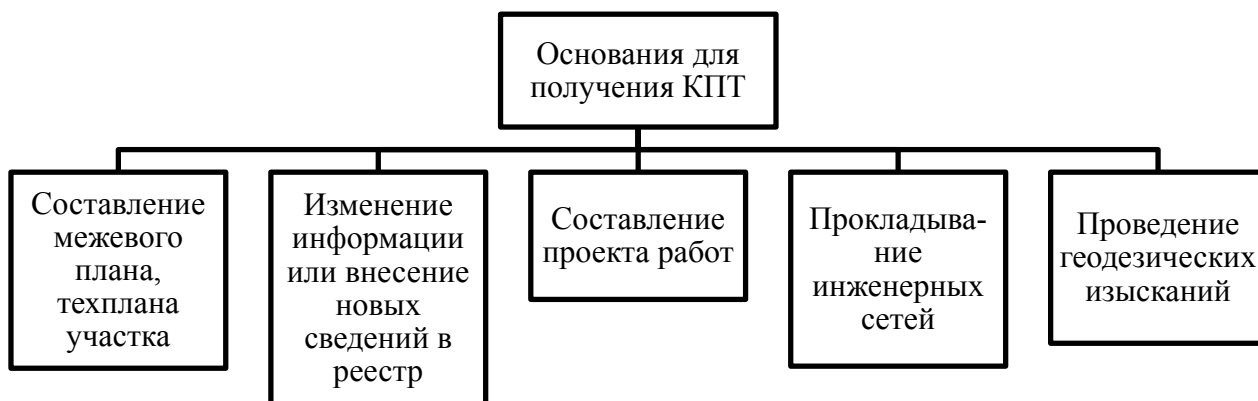 Основания для
получения КПТ
Составление
межевого
плана,
техплана
участка
Изменение
информации
или внесение
новых
сведений в
реестр
Составление
проекта работ
Прокладыва-
ние
инженерных
сетей
Проведение
геодезических
изысканий